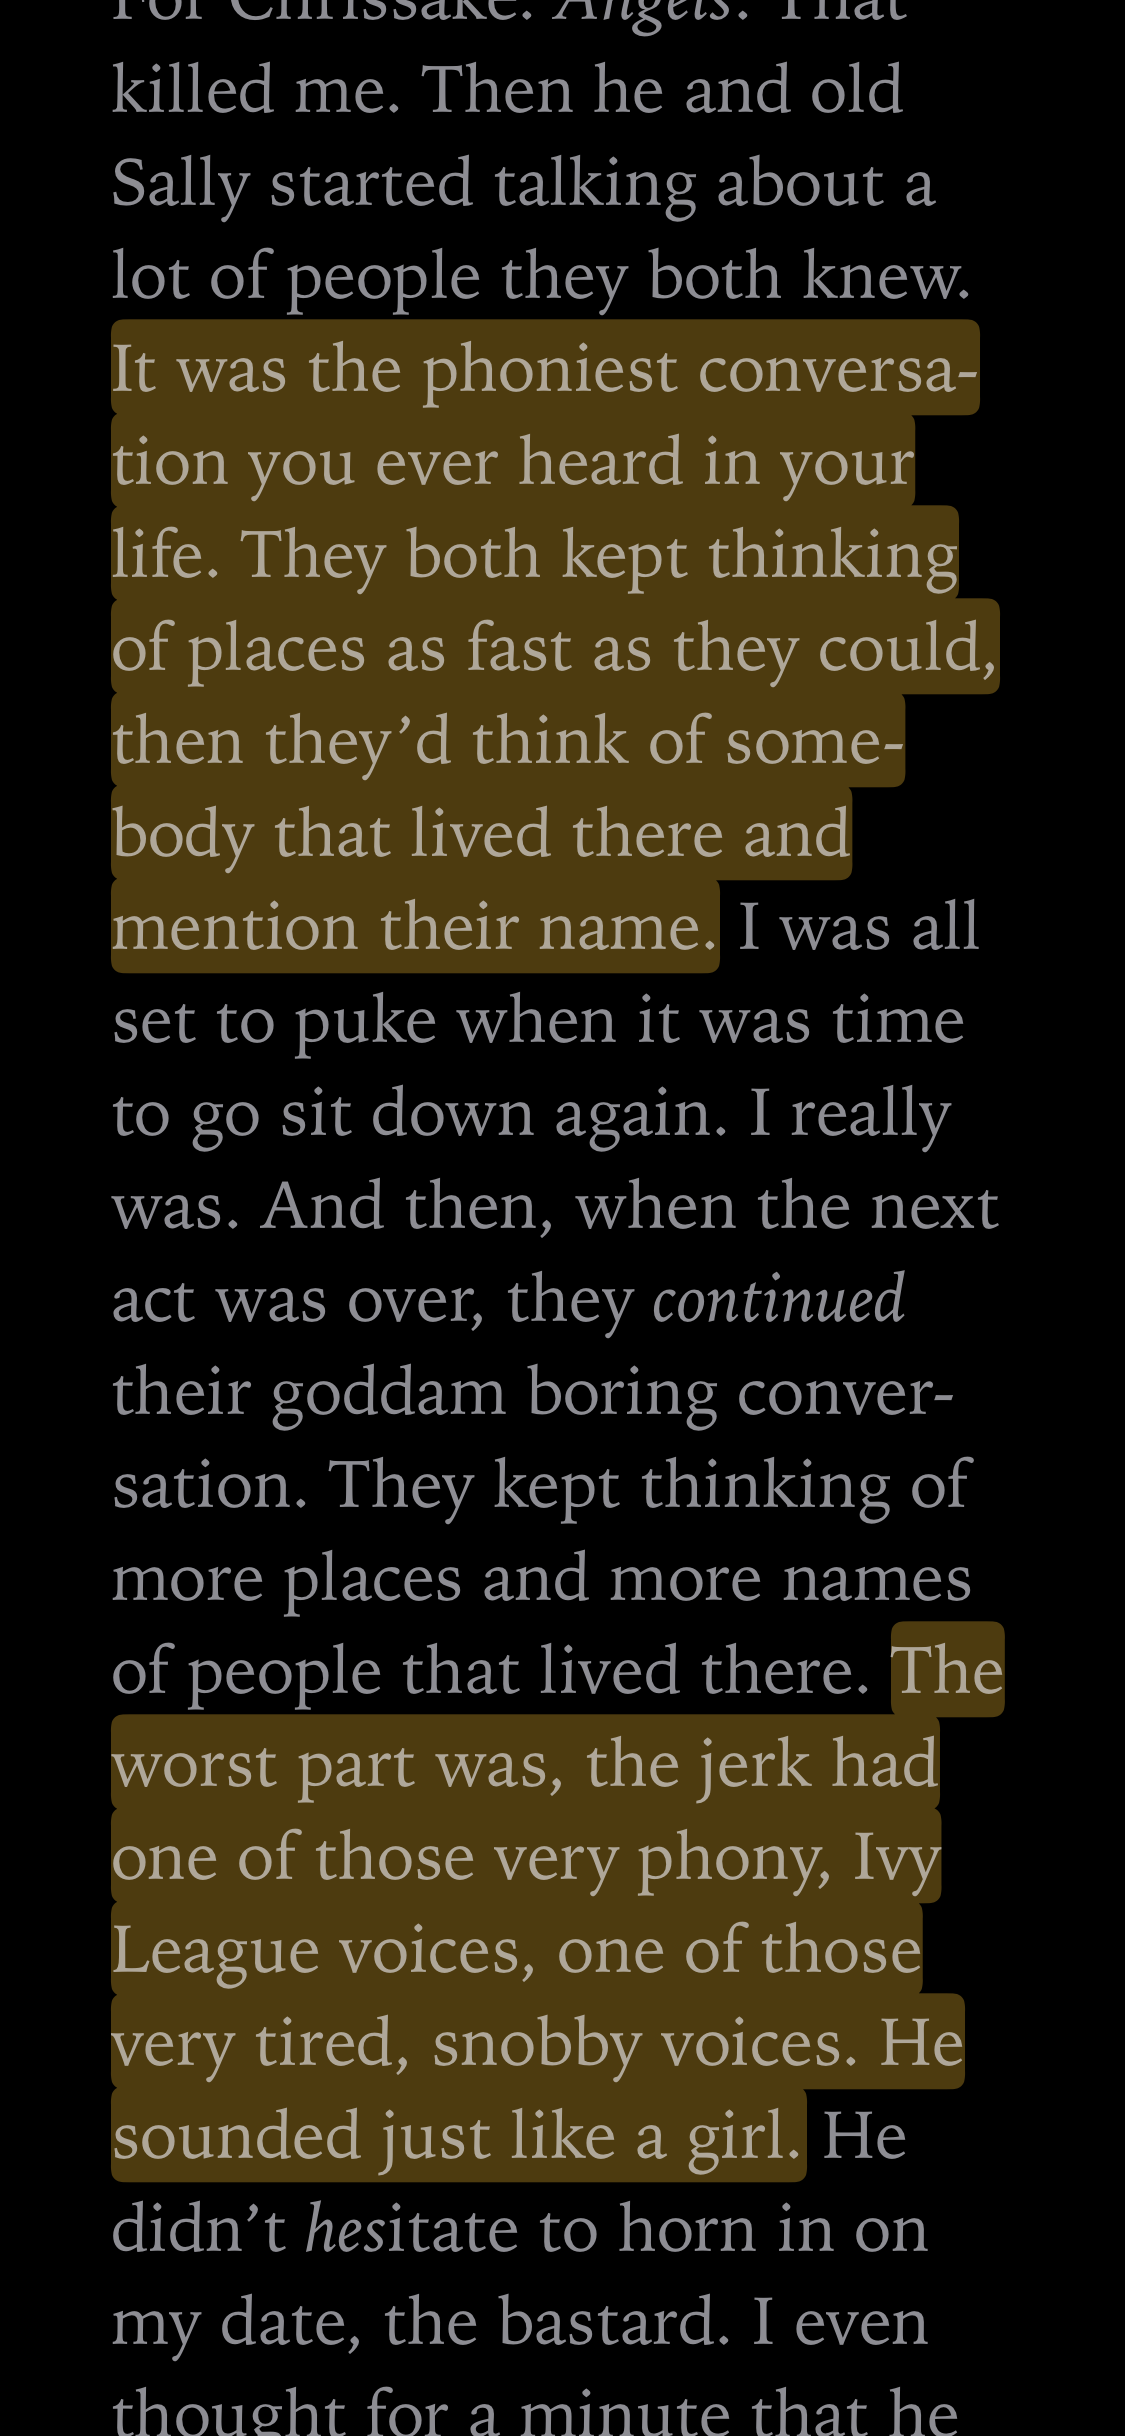 For Chrissake. Angels. That
killed me. Then he and old
Sally started talking about a
lot of people they both knew.
It was the phoniest conversa-
tion you ever heard in your
life. They both kept thinking
of places as fast as they could,
then they’d think of some-
body that lived there and
mention their name. I was all
set to puke when it was time
to go sit down again. I really
was. And then, when the next
act was over, they continued
their goddam boring conver-
sation. They kept thinking of
more places and more names
of people that lived there. The
worst part was, the jerk had
one of those very phony, Ivy
League voices, one of those
very tired, snobby voices. He
sounded just like a girl. He
didn’t hesitate to horn in on
my date, the bastard. I even
thought for a minute that he